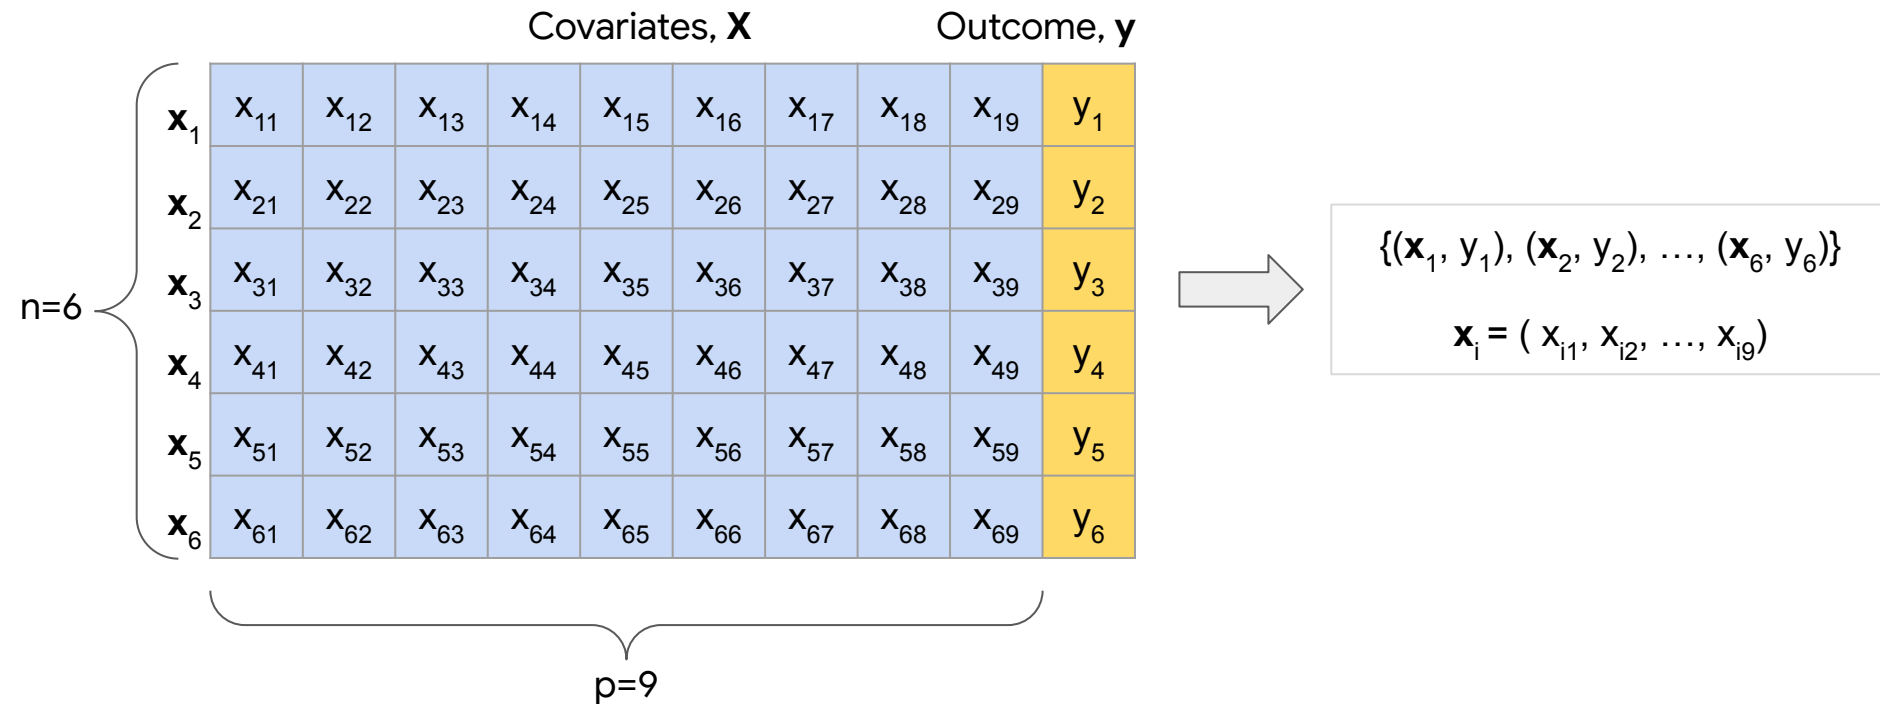 Covariates, X Outcome, y
x₁ x₁₁ x₁₂ x₁₃ x₁₄ x₁₅ x₁₆ x₁₇ x₁₈ x₁₉ y₁
x₂ x₂₁ x₂₂ x₂₃ x₂₄ x₂₅ x₂₆ x₂₇ x₂₈ x₂₉ y₂
x₃ x₃₁ x₃₂ x₃₃ x₃₄ x₃₅ x₃₆ x₃₇ x₃₈ x₃₉ y₃
x₄ x₄₁ x₄₂ x₄₃ x₄₄ x₄₅ x₄₆ x₄₇ x₄₈ x₄₉ y₄
x₅ x₅₁ x₅₂ x₅₃ x₅₄ x₅₅ x₅₆ x₅₇ x₅₈ x₅₉ y₅
x₆ x₆₁ x₆₂ x₆₃ x₆₄ x₆₅ x₆₆ x₆₇ x₆₈ x₆₉ y₆
n=6
p=9
{(x₁, y₁), (x₂, y₂), …, (x₆, y₆)}
xᵢ = ( xᵢ₁, xᵢ₂, …, xᵢ₉)